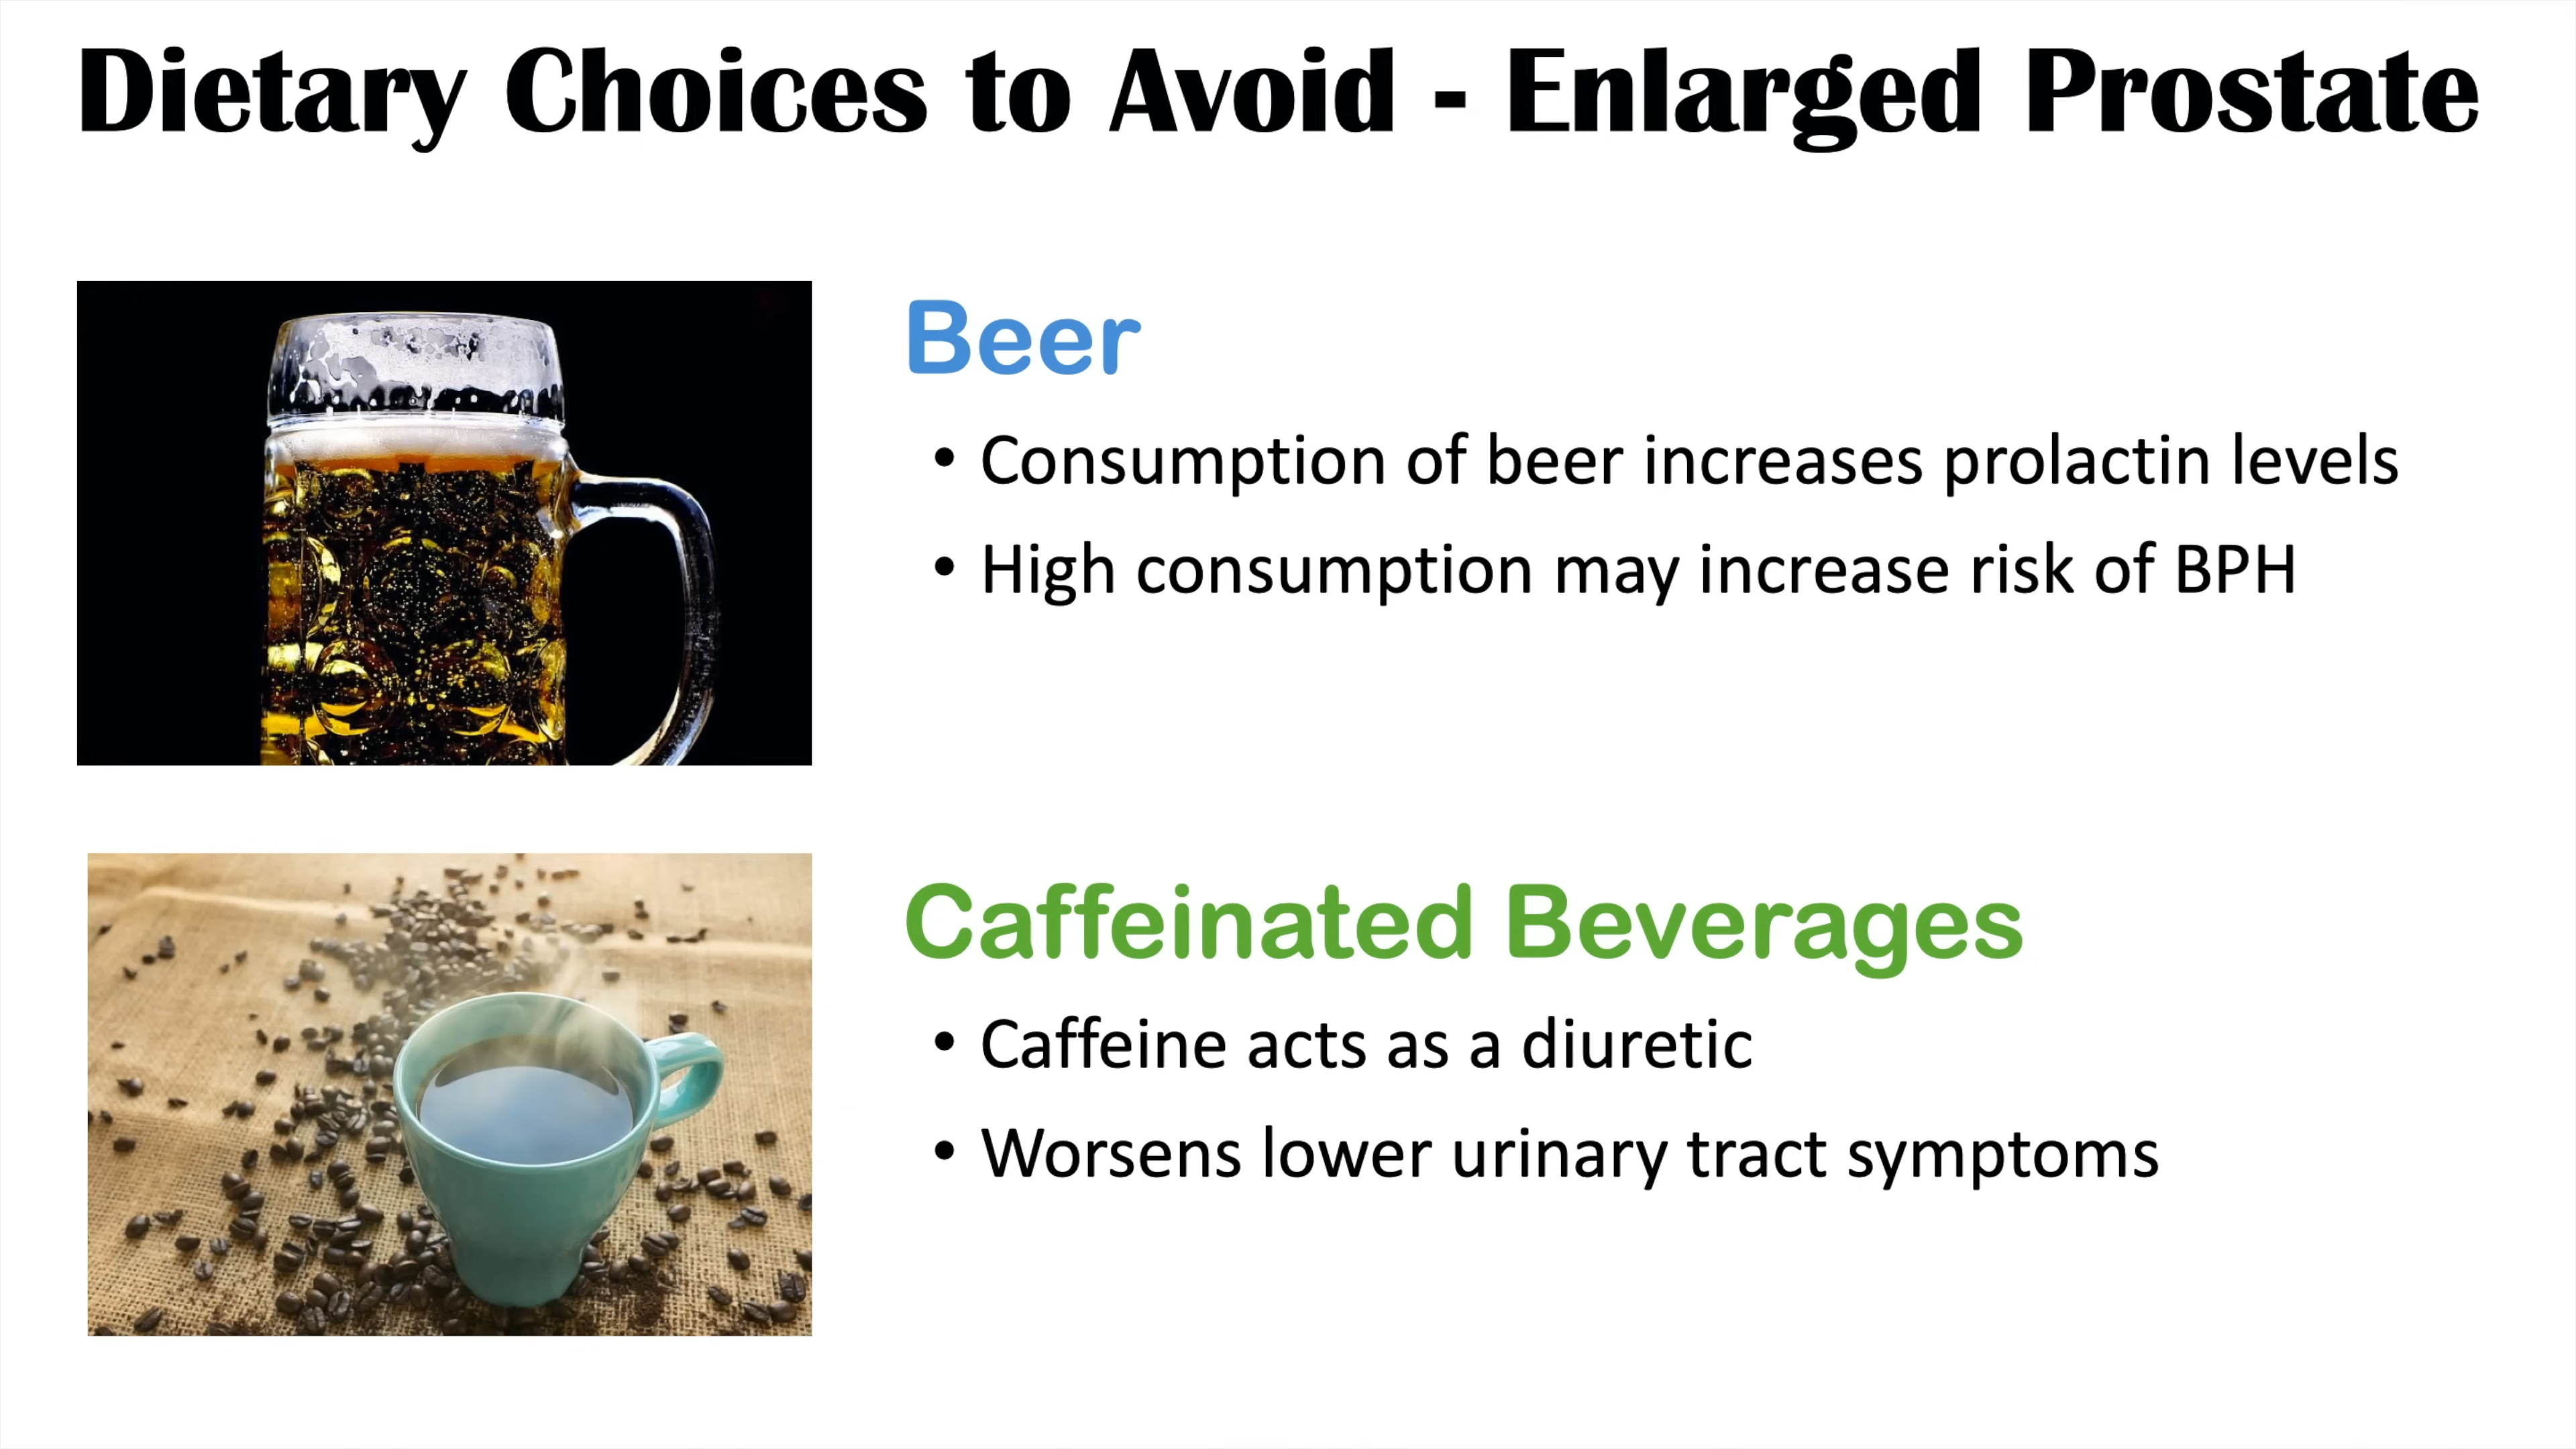 Dietary Choices to Avoid - Enlarged Prostate
Beer
• Consumption of beer increases prolactin levels
• High consumption may increase risk of BPH
Caffeinated Beverages
• Caffeine acts as a diuretic
• Worsens lower urinary tract symptoms